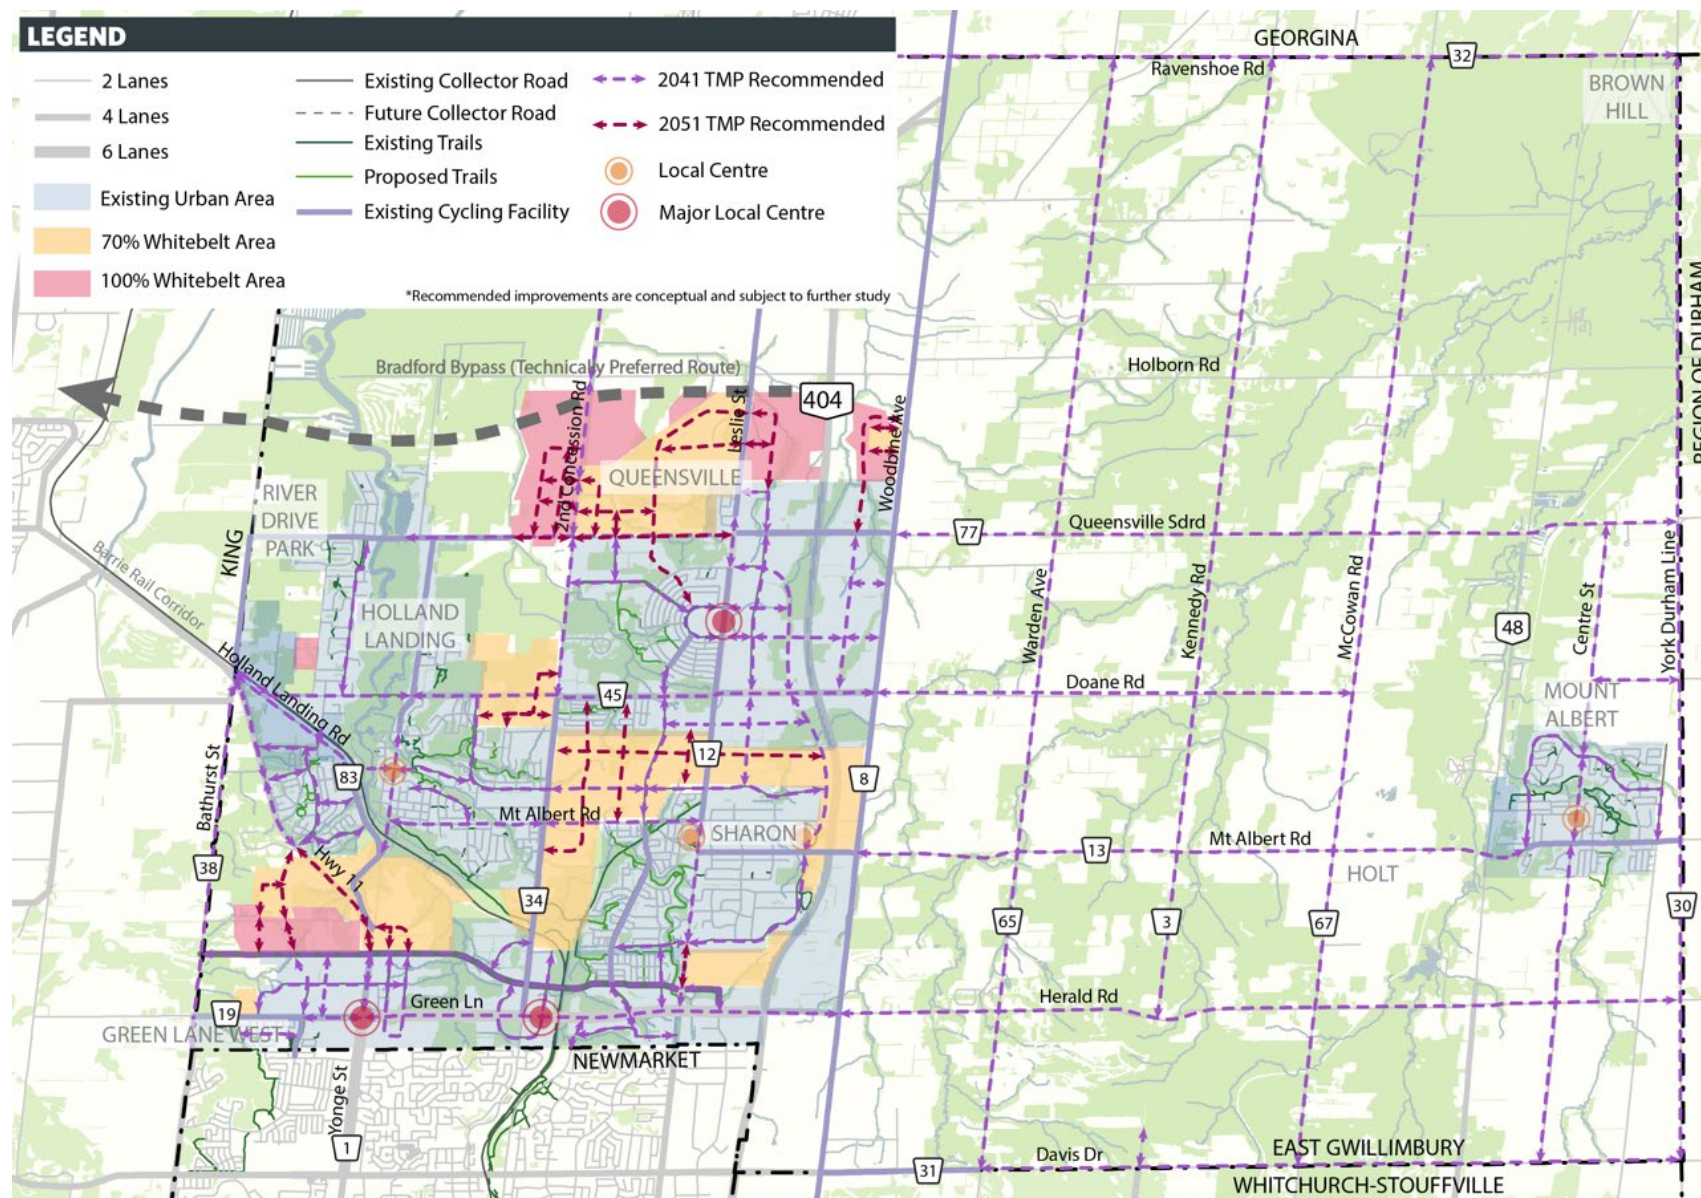 LEGEND
2 Lanes
4 Lanes
6 Lanes
Existing Urban Area
70% Whitebelt Area
100% Whitebelt Area
Existing Collector Road
Future Collector Road
Existing Trails
Proposed Trails
Existing Cycling Facility
2041 TMP Recommended
2051 TMP Recommended
Local Centre
Major Local Centre
*Recommended improvements are conceptual and subject to further study
GEORGINA
32
Ravenshoe Rd
BROWN
HILL
REGION OF DURHAM
Bradford Bypass (Technically Preferred Route)
Holborn Rd
404
2nd Concession Rd
Leslie St
Woodbine Ave
QUEENSVILLE
RIVER
DRIVE
PARK
KING
Barrie Rail Corridor
77
Queensville Sdrd
HOLLAND
LANDING
Warden Ave
Kennedy Rd
McCowan Rd
48
Centre St
York Durham Line
Holland Landing Rd
45
Doane Rd
MOUNT
ALBERT
Bathurst St
83
12
8
Mt Albert Rd
SHARON
13
Mt Albert Rd
HOLT
38
Hwy 11
34
65
3
67
30
19
Green Ln
Herald Rd
GREEN LANE WEST
NEWMARKET
Yonge St
1
31
Davis Dr
EAST GWILLIMBURY
WHITCHURCH-STOUFFVILLE